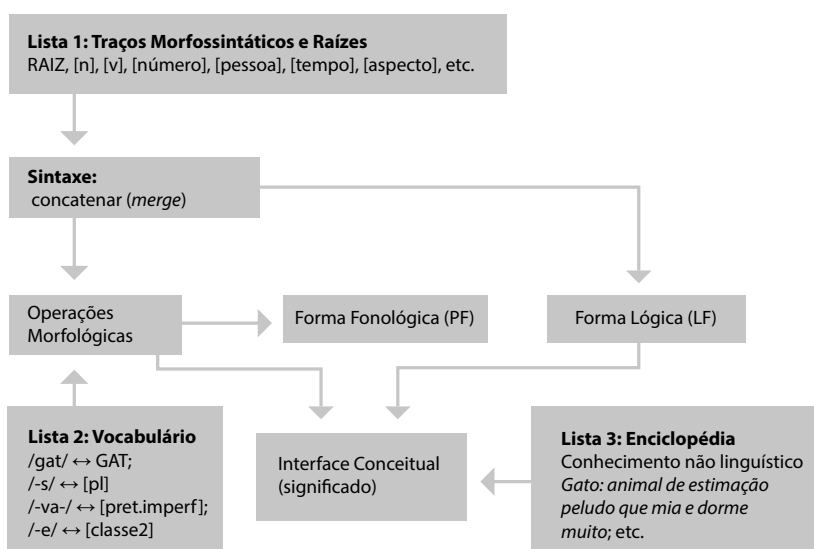 Lista 1: Traços Morfossintáticos e Raízes
RAIZ, [n], [v], [número], [pessoa], [tempo], [aspecto], etc.
Sintaxe:
concatenar (merge)
Operações
Morfológicas
Forma Fonológica (PF)
Forma Lógica (LF)
Lista 2: Vocabulário
/gat/ ↔ GAT;
/-s/ ↔ [pl]
/-va-/ ↔ [pret.imperf];
/-e/ ↔ [classe2]
Interface Conceitual
(significado)
Lista 3: Enciclopédia
Conhecimento não linguístico
Gato: animal de estimação
peludo que mia e dorme
muito; etc.